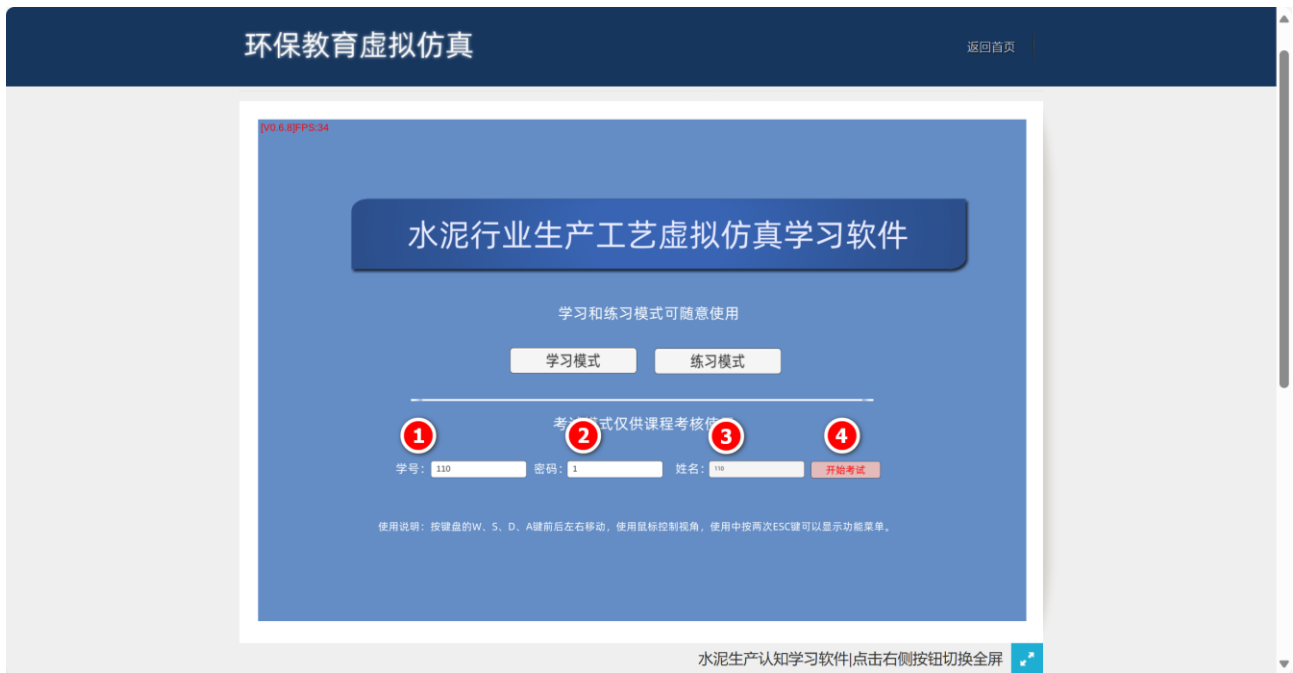 环保教育虚拟仿真
返回首页
[V0.6.8]FPS:34
水泥行业生产工艺虚拟仿真学习软件
学习和练习模式可随意使用
学习模式 练习模式
考 式仅供课程考核使
1 2 3 4
学号: 110 密码: 1 姓名: 110 开始考试
使用说明：按键盘的W、S、D、A键前后左右移动，使用鼠标控制视角，使用中按两次ESC键可以显示功能菜单。
水泥生产认知学习软件|点击右侧按钮切换全屏